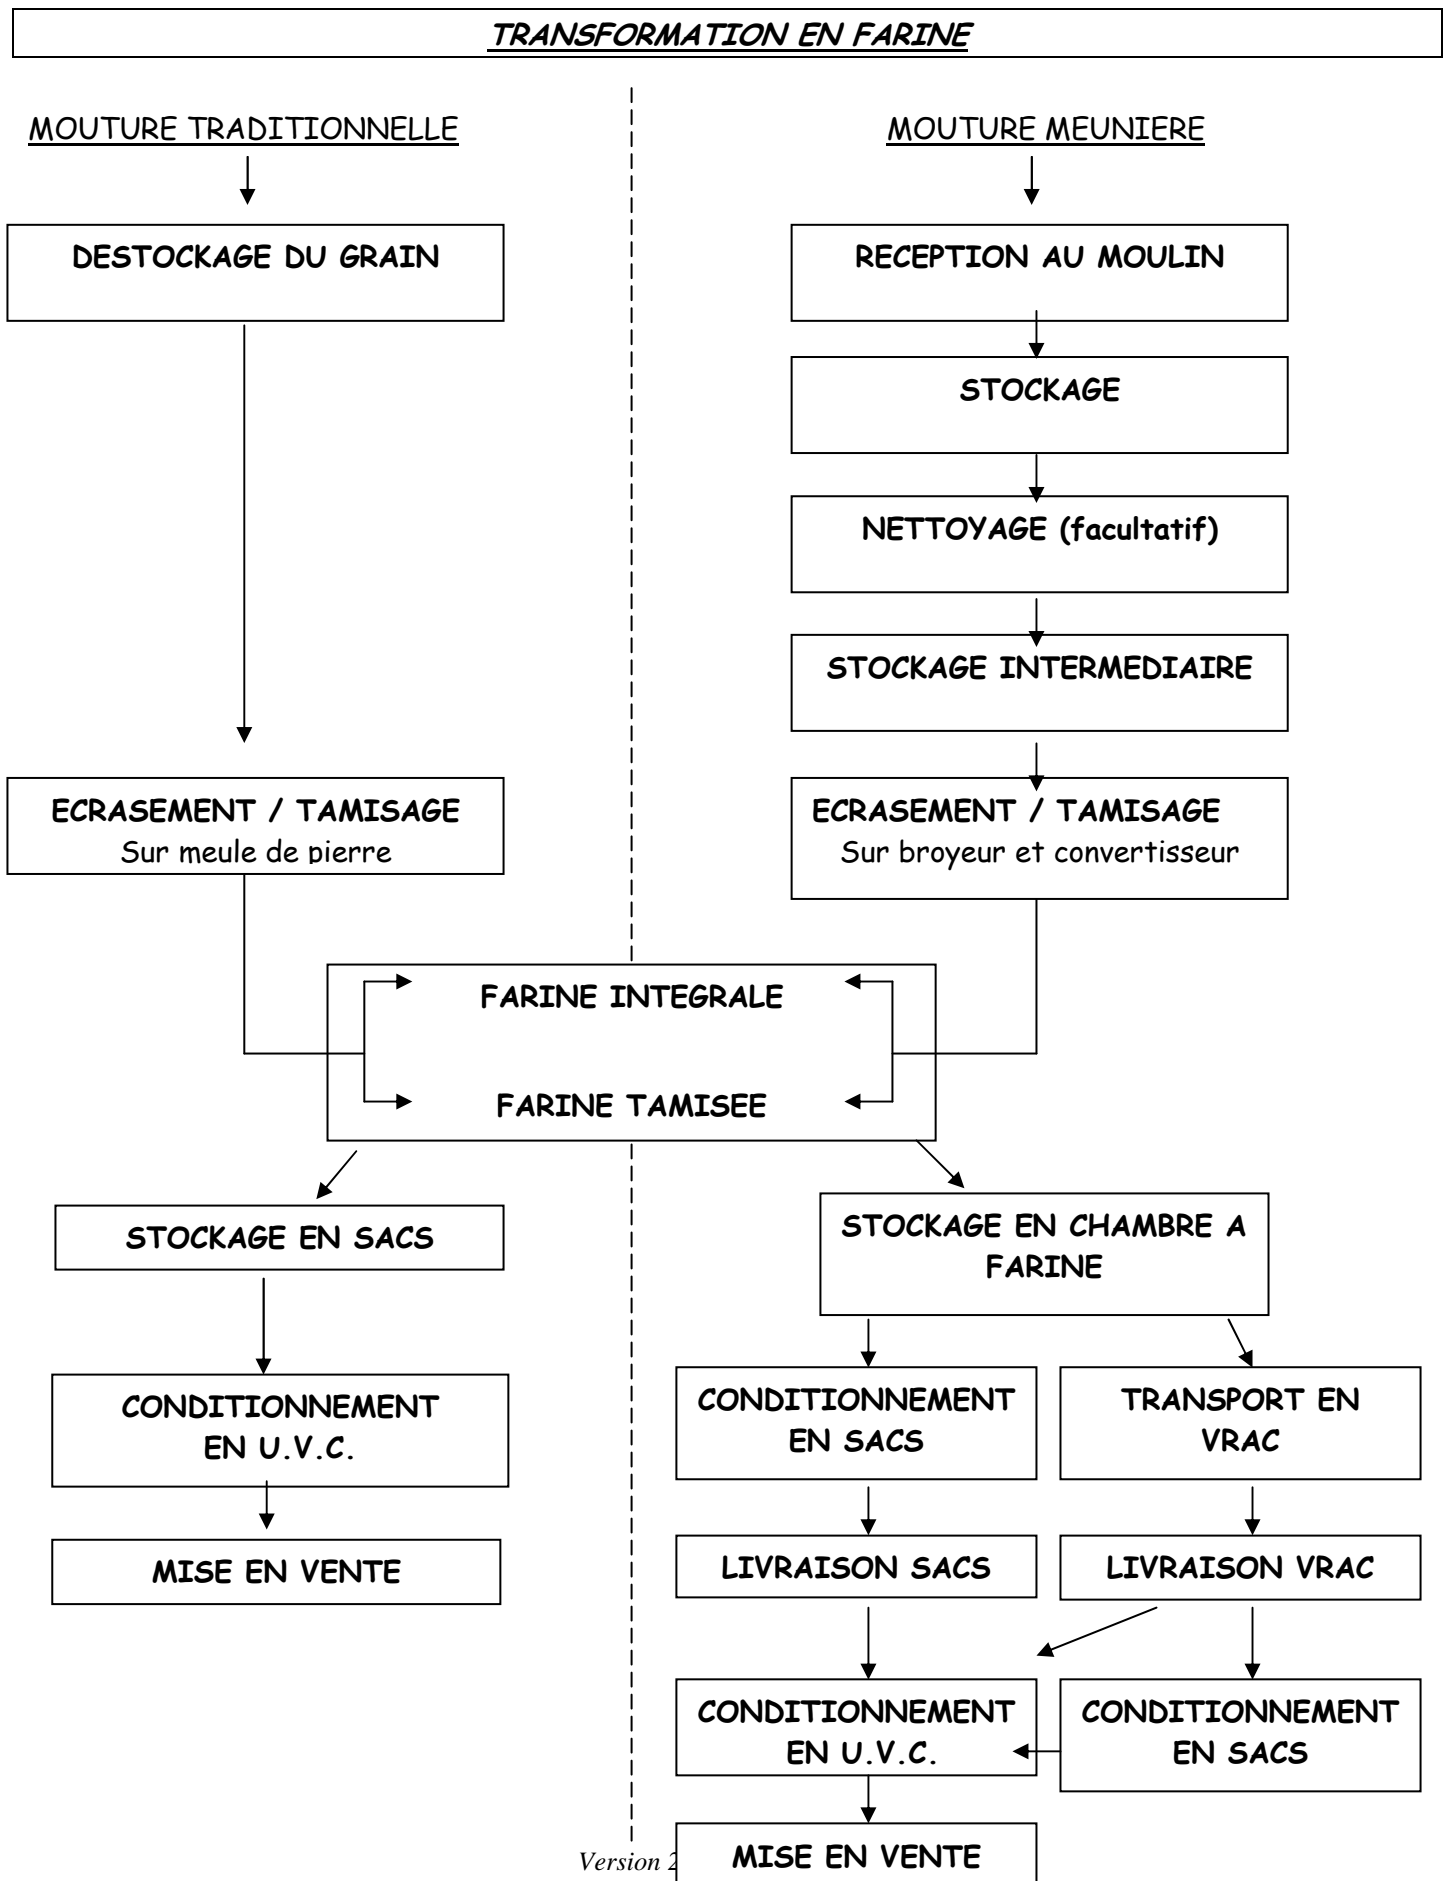 TRANSFORMATION EN FARINE
MOUTURE TRADITIONNELLE
DESTOCKAGE DU GRAIN
ECRASEMENT / TAMISAGE
Sur meule de pierre
MOUTURE MEUNIERE
RECEPTION AU MOULIN
STOCKAGE
NETTOYAGE (facultatif)
STOCKAGE INTERMEDIAIRE
ECRASEMENT / TAMISAGE
Sur broyeur et convertisseur
FARINE INTEGRALE
FARINE TAMISEE
STOCKAGE EN SACS
CONDITIONNEMENT
EN U.V.C.
MISE EN VENTE
STOCKAGE EN CHAMBRE A
FARINE
CONDITIONNEMENT
EN SACS
TRANSPORT EN
VRAC
LIVRAISON SACS
LIVRAISON VRAC
CONDITIONNEMENT
EN U.V.C.
CONDITIONNEMENT
EN SACS
MISE EN VENTE
Version 2